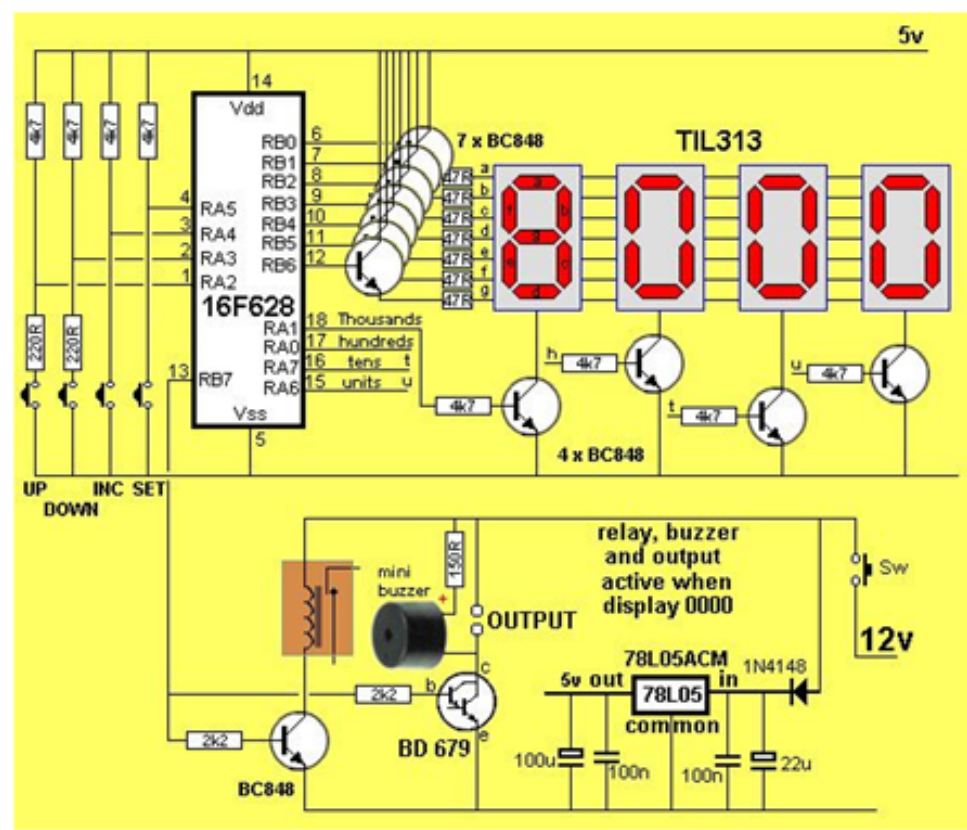 5v
14
Vdd
4k7
4k7
4k7
4k7
RB0
6
RB1
7
RB2
8
RB3
9
RB4
10
RB5
11
RB6
12
7 x BC848
TIL313
47R
a
47R
b
47R
c
47R
d
47R
e
47R
f
47R
g
a
f
b
g
e
c
d
4
RA5
3
RA4
2
RA3
1
RA2
16F628
RA1
18
Thousands
RA0
17
hundreds
RA7
16
tens
t
RA6
15
units
u
13
RB7
Vss
5
220R
220R
h
4k7
u
4k7
4k7
t
4k7
4 x BC848
UP
DOWN
INC
SET
relay, buzzer
and output
active when
display 0000
Sw
12v
150R
mini
buzzer
+
OUTPUT
78L05ACM
1N4148
5v out
78L05
in
common
c
b
e
2k2
BD 679
2k2
BC848
100u
100n
100n
22u